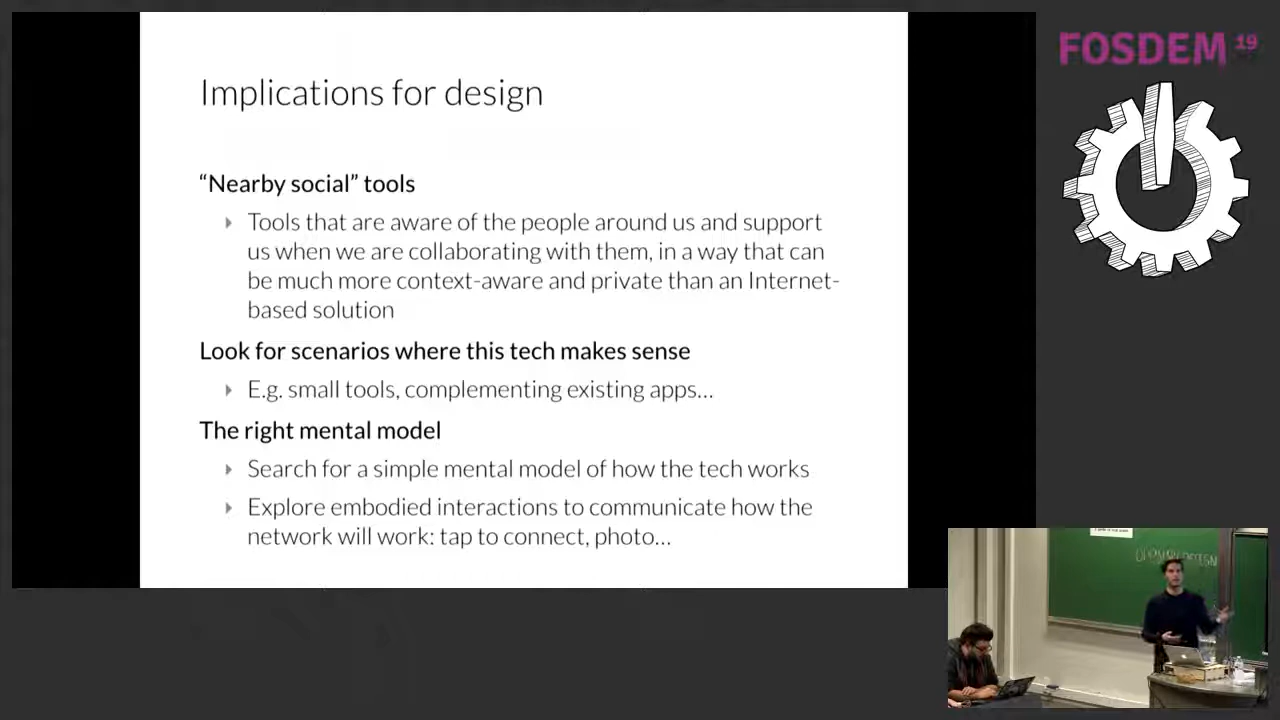 Implications for design
“Nearby social” tools
Tools that are aware of the people around us and support
us when we are collaborating with them, in a way that can
be much more context-aware and private than an Internet-
based solution
Look for scenarios where this tech makes sense
E.g. small tools, complementing existing apps…
The right mental model
Search for a simple mental model of how the tech works
Explore embodied interactions to communicate how the
network will work: tap to connect, photo…
FOSDEM 19